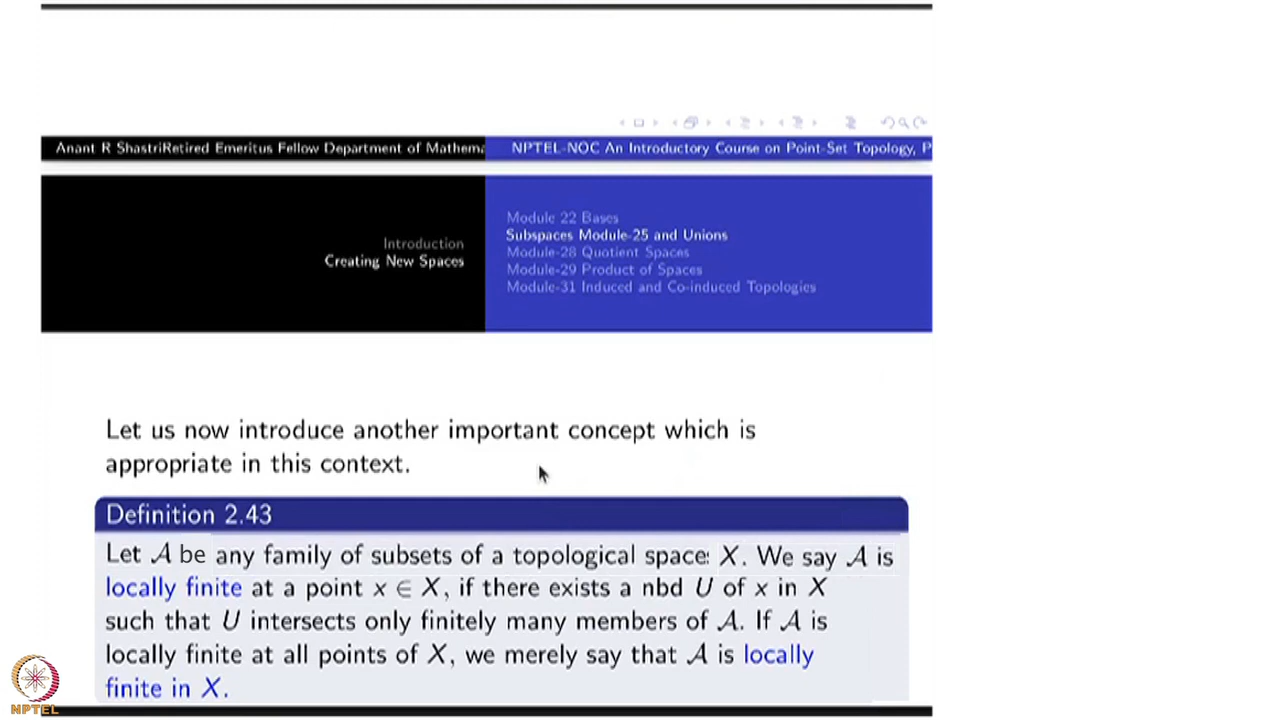 Anant R ShastriRetired Emeritus Fellow Department of Mathema
NPTEL-NOC An Introductory Course on Point-Set Topology, P
Introduction
Creating New Spaces
Module 22 Bases
Subspaces Module-25 and Unions
Module-28 Quotient Spaces
Module-29 Product of Spaces
Module-31 Induced and Co-induced Topologies
Let us now introduce another important concept which is
appropriate in this context.
Definition 2.43
Let 𝒜 be any family of subsets of a topological space: X. We say 𝒜 is
locally finite at a point x ∈ X, if there exists a nbd U of x in X
such that U intersects only finitely many members of 𝒜. If 𝒜 is
locally finite at all points of X, we merely say that 𝒜 is locally
finite in X.
NPTEL